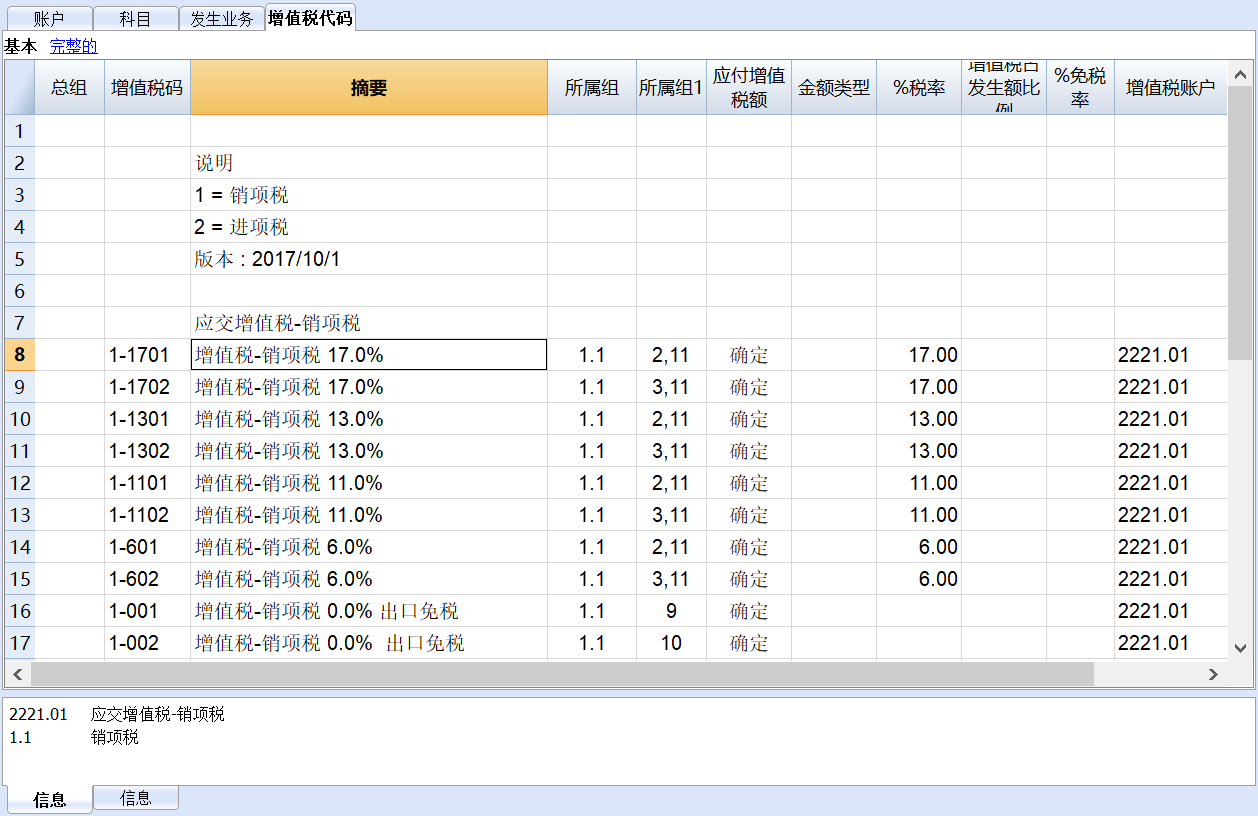 账户 科目 发生业务 增值税代码
基本 完整的
总组 增值税码 摘要 所属组 所属组1 应付增值税额 金额类型 %税率 增值税占发生额比例 %免税率 增值税账户
1
2 说明
3 1 = 销项税
4 2 = 进项税
5 版本 : 2017/10/1
6
7 应交增值税-销项税
8 1-1701 增值税-销项税 17.0% 1.1 2,11 确定 17.00 2221.01
9 1-1702 增值税-销项税 17.0% 1.1 3,11 确定 17.00 2221.01
10 1-1301 增值税-销项税 13.0% 1.1 2,11 确定 13.00 2221.01
11 1-1302 增值税-销项税 13.0% 1.1 3,11 确定 13.00 2221.01
12 1-1101 增值税-销项税 11.0% 1.1 2,11 确定 11.00 2221.01
13 1-1102 增值税-销项税 11.0% 1.1 3,11 确定 11.00 2221.01
14 1-601 增值税-销项税 6.0% 1.1 2,11 确定 6.00 2221.01
15 1-602 增值税-销项税 6.0% 1.1 3,11 确定 6.00 2221.01
16 1-001 增值税-销项税 0.0% 出口免税 1.1 9 确定 2221.01
17 1-002 增值税-销项税 0.0% 出口免税 1.1 10 确定 2221.01
2221.01 应交增值税-销项税
1.1 销项税
信息 信息